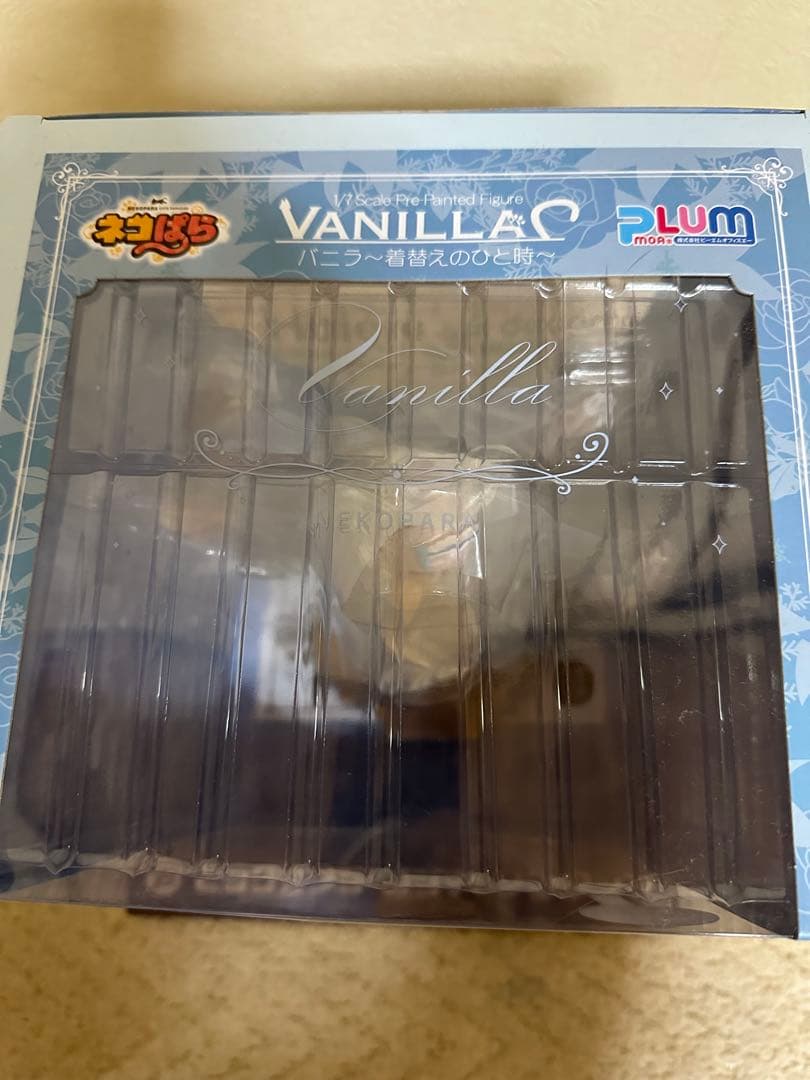 1/7 Scale Pre-Painted Figure
ネコぱら
VANILLA
PLUM
PMOA
株式会社ピーエムオフィスエー
バニラ～着替えのひと時～
Vanilla
NEKOPARA